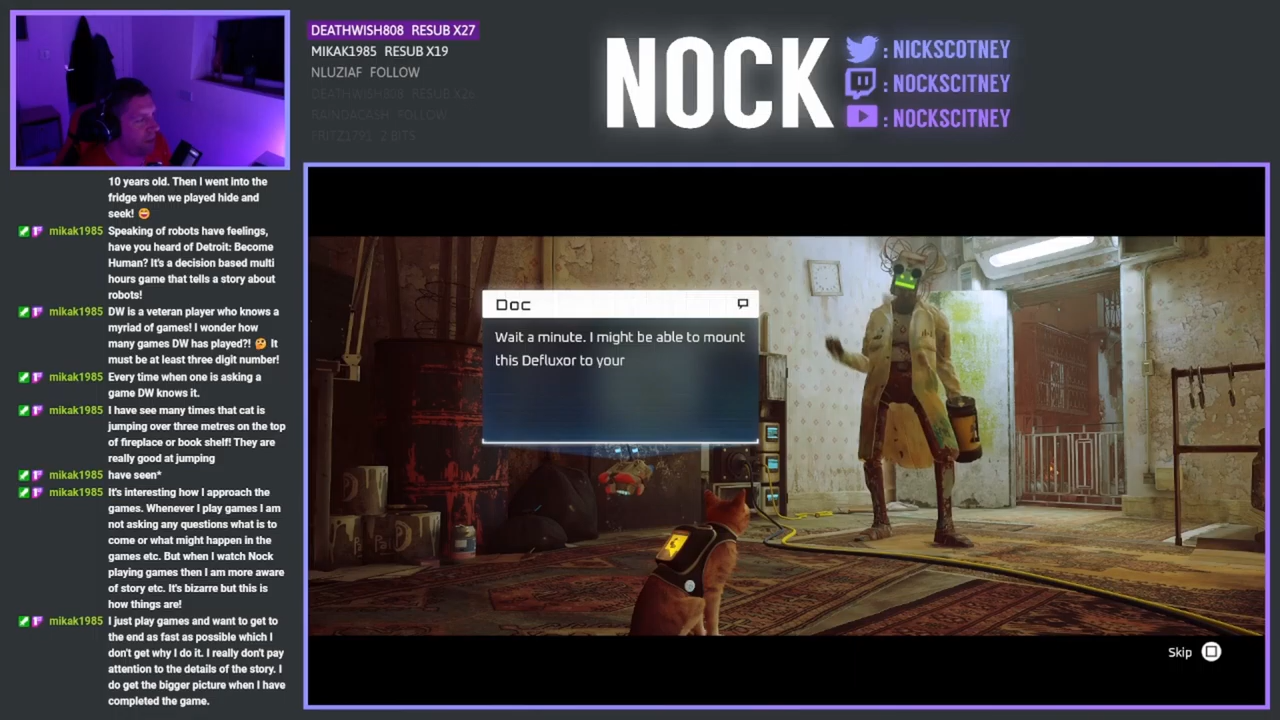 DEATHWISH808 RESUB X27
MIKAK1985 RESUB X19
NLUZIAF FOLLOW
DEATHWISH808 RESUB X26
RAINDACASH FOLLOW
FRITZ1791 2 BITS
NOCK
: NICKSCOTNEY
: NOCKSCITNEY
: NOCKSCITNEY
10 years old. Then I went into the
fridge when we played hide and
seek! 😄
mikak1985 Speaking of robots have feelings,
have you heard of Detroit: Become
Human? It's a decision based multi
hours game that tells a story about
robots!
mikak1985 DW is a veteran player who knows a
myriad of games! I wonder how
many games DW has played?! 🤔 It
must be at least three digit number!
mikak1985 Every time when one is asking a
game DW knows it.
mikak1985 I have see many times that cat is
jumping over three metres on the top
of fireplace or book shelf! They are
really good at jumping
mikak1985 have seen*
mikak1985 It's interesting how I approach the
games. Whenever I play games I am
not asking any questions what is to
come or what might happen in the
games etc. But when I watch Nock
playing games then I am more aware
of story etc. It's bizarre but this is
how things are!
mikak1985 I just play games and want to get to
the end as fast as possible which I
don't get why I do it. I really don't pay
attention to the details of the story. I
do get the bigger picture when I have
completed the game.
Doc
Wait a minute. I might be able to mount
this Defluxor to your
Skip